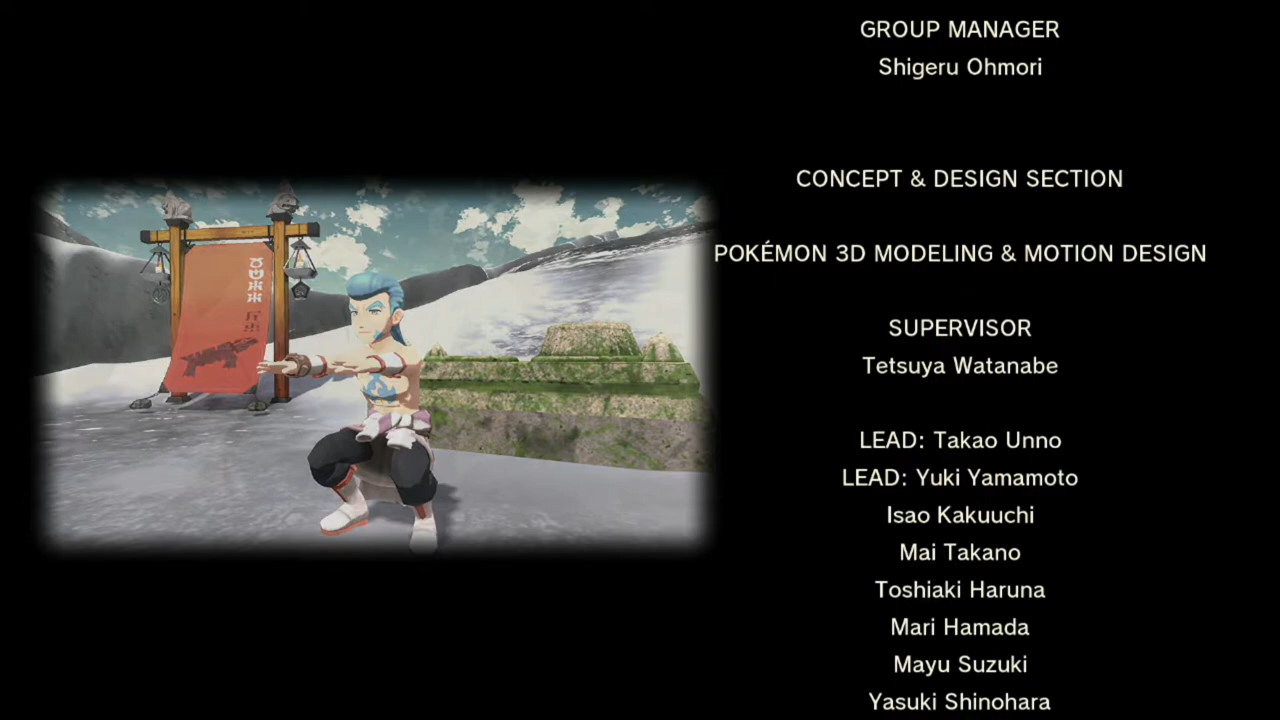 GROUP MANAGER
Shigeru Ohmori
CONCEPT & DESIGN SECTION
POKÉMON 3D MODELING & MOTION DESIGN
SUPERVISOR
Tetsuya Watanabe
LEAD: Takao Unno
LEAD: Yuki Yamamoto
Isao Kakuuchi
Mai Takano
Toshiaki Haruna
Mari Hamada
Mayu Suzuki
Yasuki Shinohara